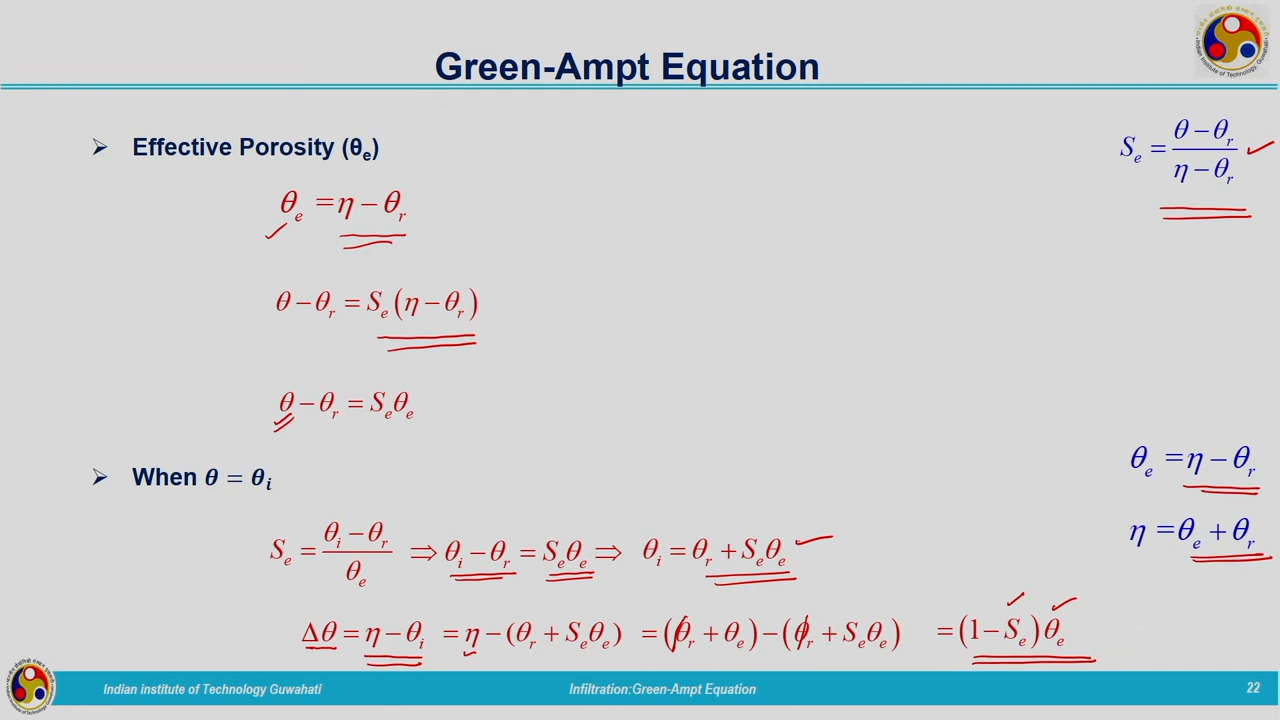 Green-Ampt Equation
➢ Effective Porosity (θₑ)
Sₑ = (θ − θᵣ) / (η − θᵣ)
θₑ = η − θᵣ
θ − θᵣ = Sₑ(η − θᵣ)
θ − θᵣ = Sₑθₑ
➢ When θ = θᵢ
θₑ = η − θᵣ
η = θₑ + θᵣ
Sₑ = (θᵢ − θᵣ) / θₑ ⇒ θᵢ − θᵣ = Sₑθₑ ⇒ θᵢ = θᵣ + Sₑθₑ
Δθ = η − θᵢ = η − (θᵣ + Sₑθₑ) = (θᵣ + θₑ) − (θᵣ + Sₑθₑ) = (1 − Sₑ)θₑ
Indian institute of Technology Guwahati
Infiltration:Green-Ampt Equation
22